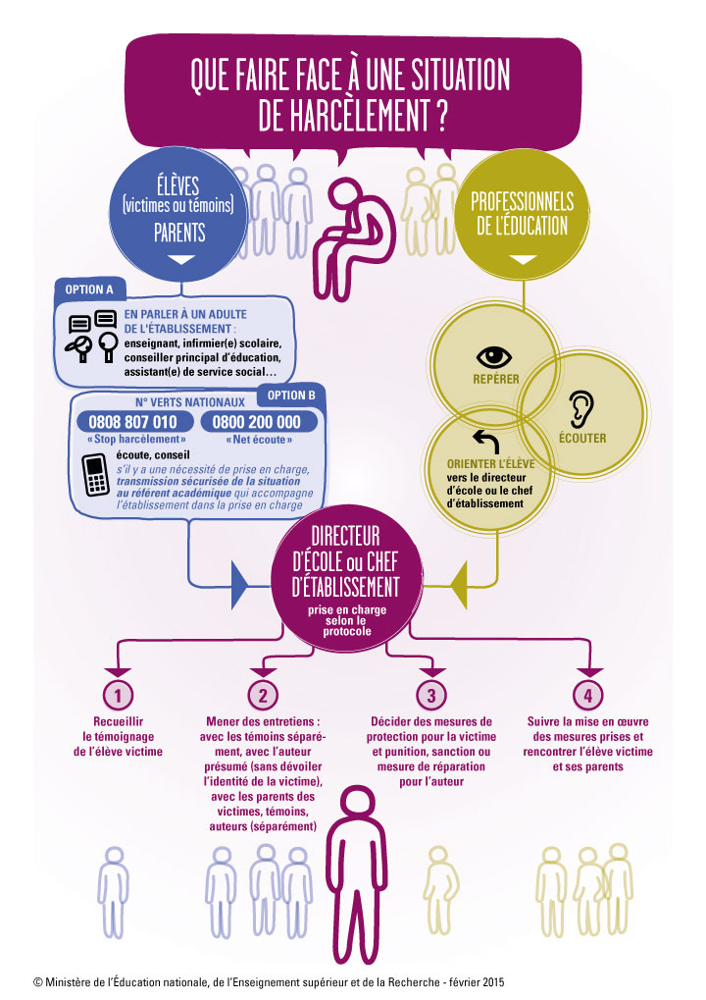 QUE FAIRE FACE À UNE SITUATION
DE HARCÈLEMENT ?
ÉLÈVES
(victimes ou témoins)
PARENTS
PROFESSIONNELS
DE L'ÉDUCATION
OPTION A
EN PARLER À UN ADULTE
DE L'ÉTABLISSEMENT :
enseignant, infirmier(e) scolaire,
conseiller principal d'éducation,
assistant(e) de service social...
OPTION B
N° VERTS NATIONAUX
0808 807 010
0800 200 000
« Stop harcèlement »
« Net écoute »
écoute, conseil
s'il y a une nécessité de prise en charge,
transmission sécurisée de la situation
au référent académique qui accompagne
l'établissement dans la prise en charge
REPÉRER
ÉCOUTER
ORIENTER L'ÉLÈVE
vers le directeur
d'école ou le chef
d'établissement
DIRECTEUR
D'ÉCOLE ou CHEF
D'ÉTABLISSEMENT
prise en charge
selon le
protocole
1
Recueillir
le témoignage
de l'élève victime
2
Mener des entretiens :
avec les témoins séparé-
ment, avec l'auteur
présumé (sans dévoiler
l'identité de la victime),
avec les parents des
victimes, témoins,
auteurs (séparément)
3
Décider des mesures de
protection pour la victime
et punition, sanction ou
mesure de réparation
pour l'auteur
4
Suivre la mise en œuvre
des mesures prises et
rencontrer l'élève victime
et ses parents
© Ministère de l'Éducation nationale, de l'Enseignement supérieur et de la Recherche - février 2015